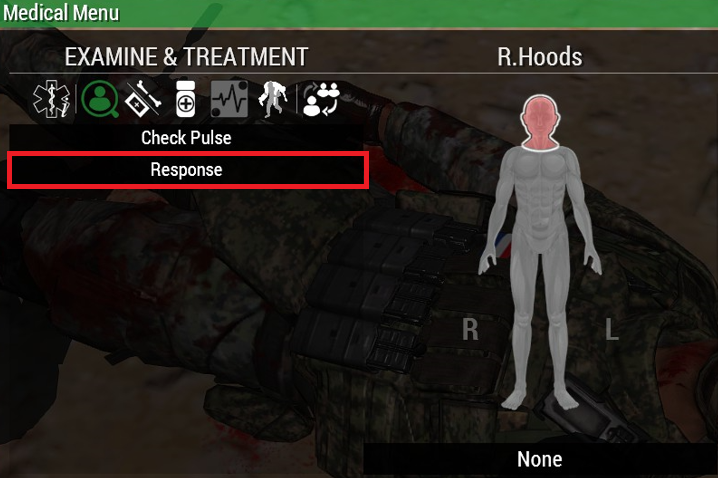 Medical Menu
EXAMINE & TREATMENT
R.Hoods
Check Pulse
Response
R
L
None